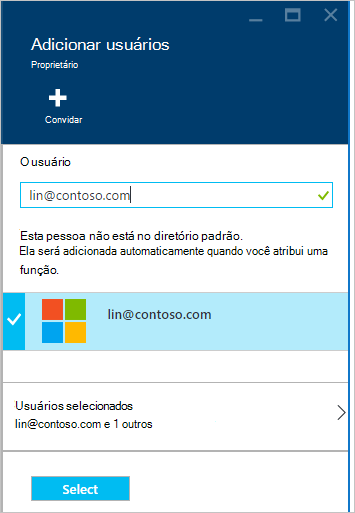 Adicionar usuários
Proprietário
Convidar
O usuário
lin@contoso.com
Esta pessoa não está no diretório padrão.
Ela será adicionada automaticamente quando você atribui uma
função.
lin@contoso.com
Usuários selecionados
lin@contoso.com e 1 outros
Select